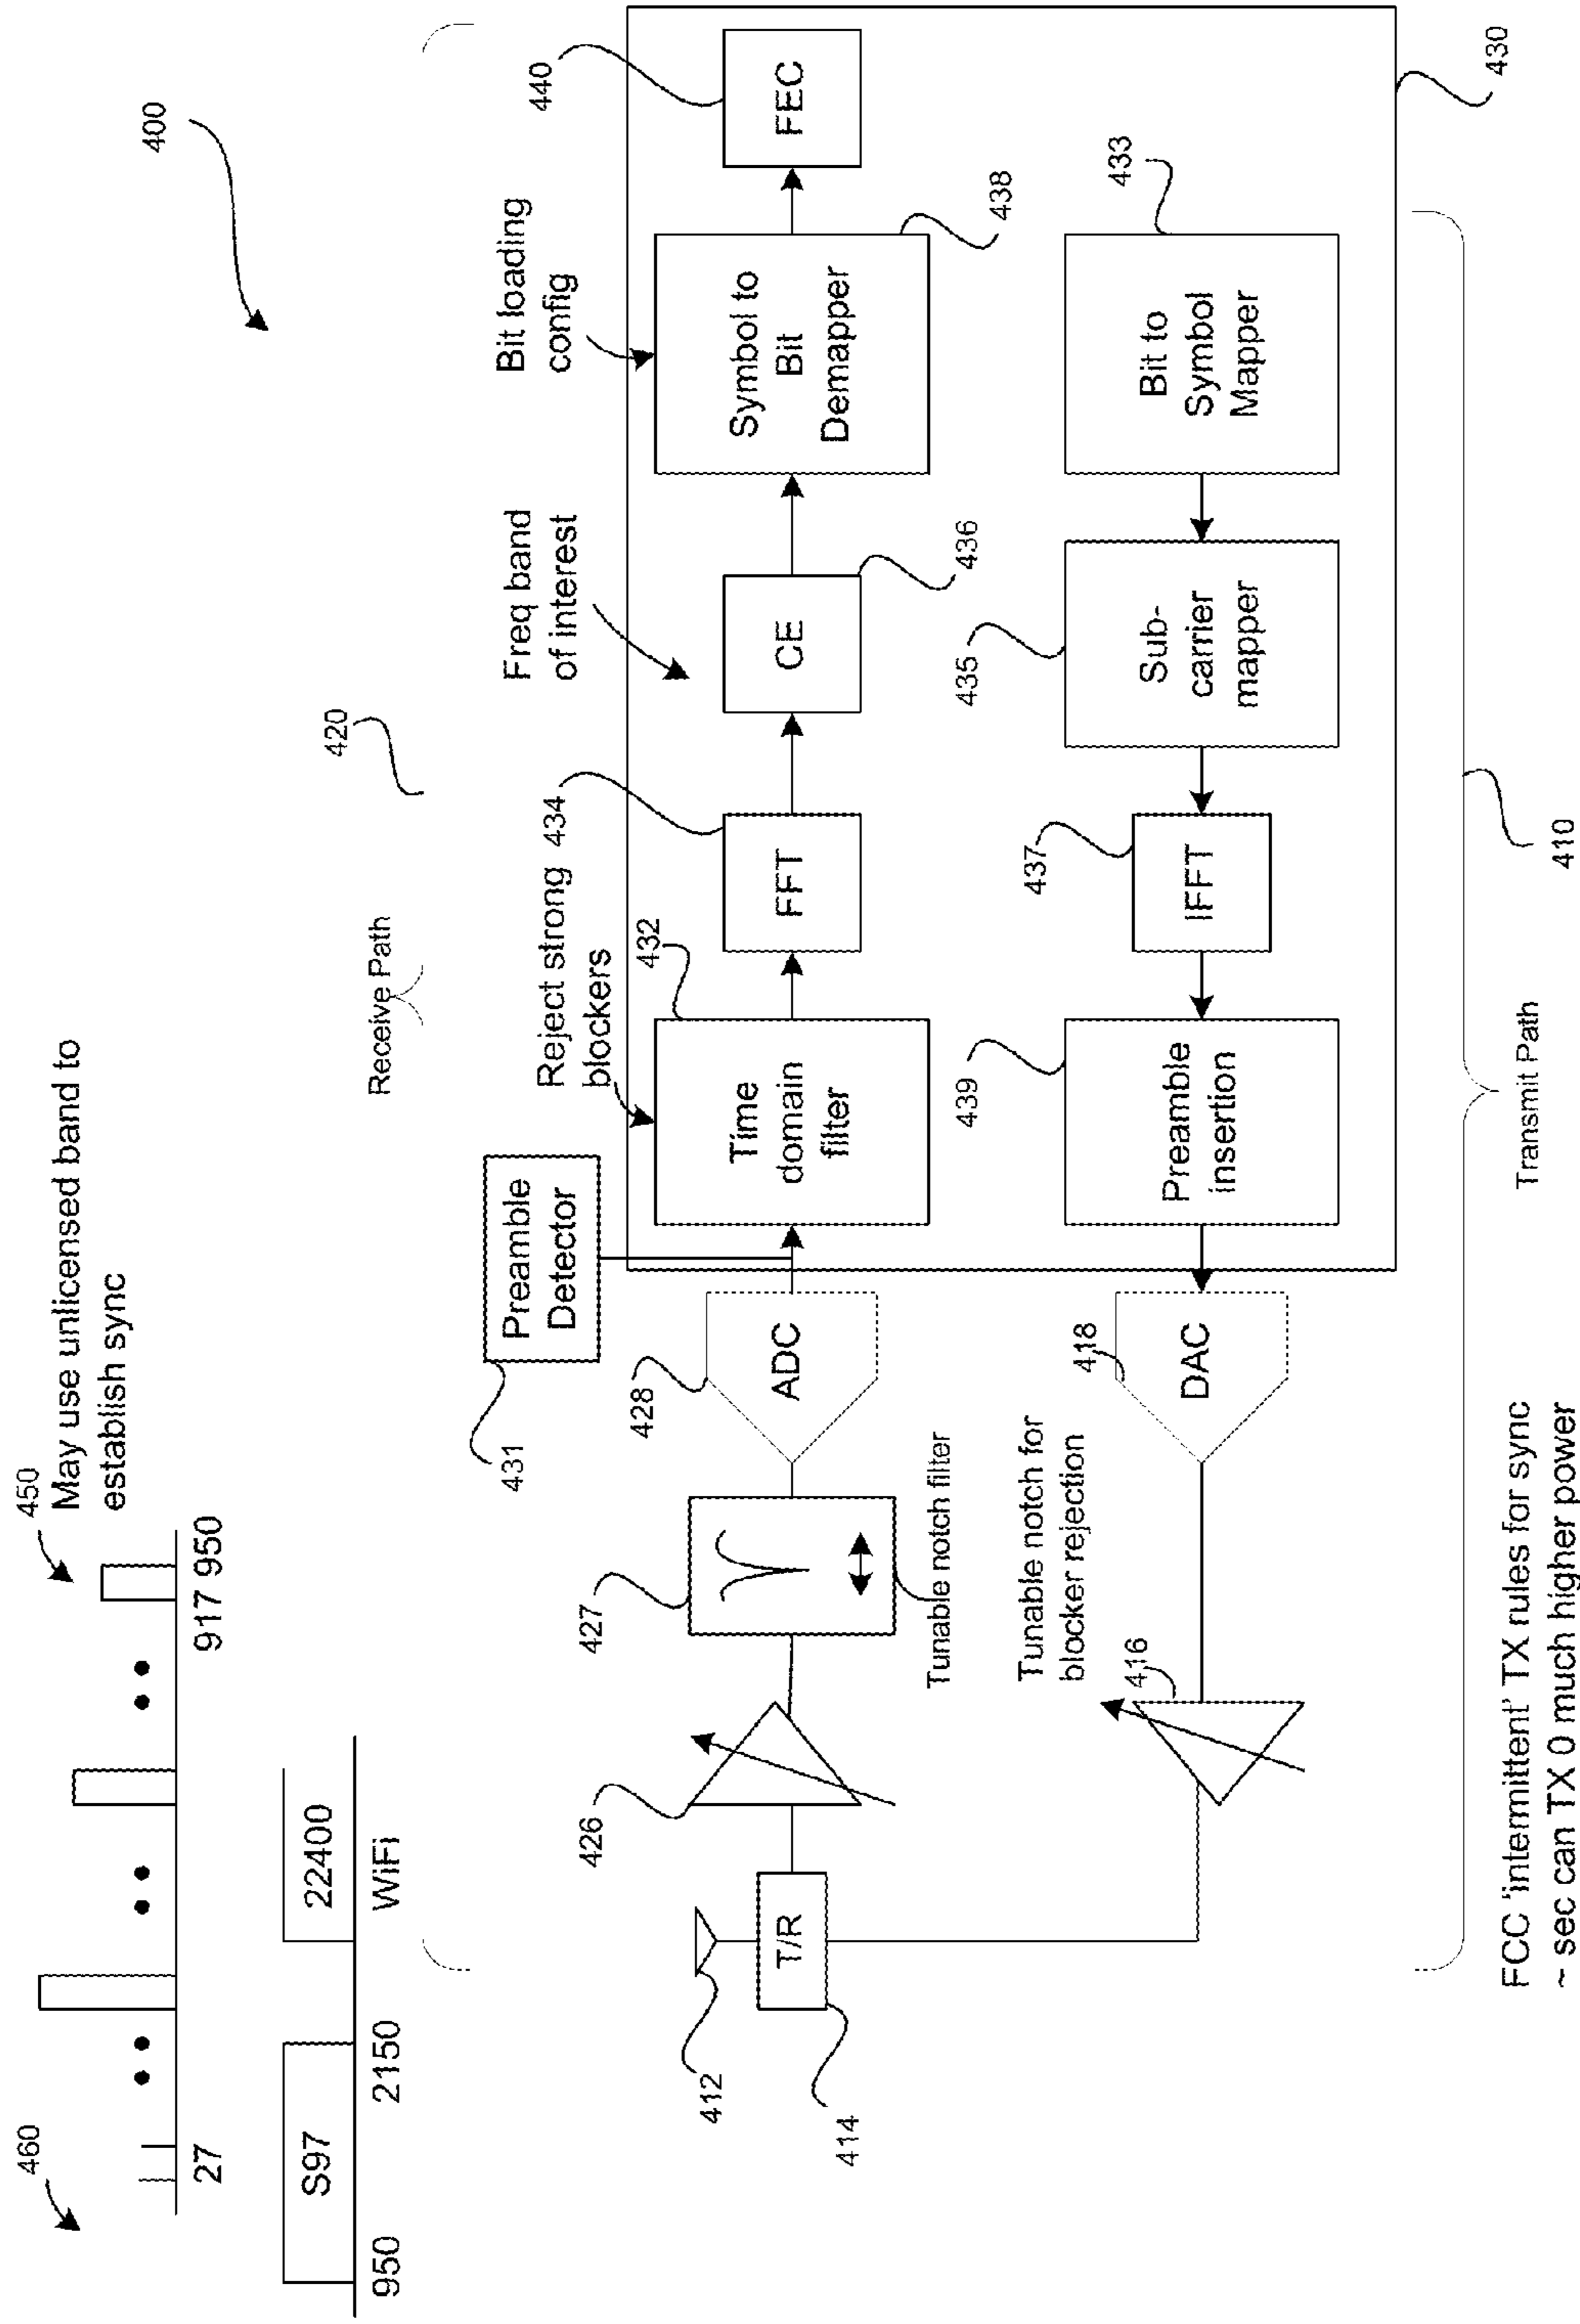 400
460
450
May use unlicensed band to
establish sync
27
917 950
S97
22400
950
2150
WiFi
Receive Path
420
Reject strong
blockers
Freq band
of interest
Bit loading
config
431
Preamble
Detector
412
T/R
414
426
427
Tunable notch filter
428
ADC
432
Time
domain
filter
434
FFT
CE
436
Symbol to
Bit
Demapper
438
440
FEC
Tunable notch for
blocker rejection
416
418
DAC
439
Preamble
insertion
437
IFFT
435
Sub-
carrier
mapper
433
Bit to
Symbol
Mapper
430
410
Transmit Path
FCC 'intermittent' TX rules for sync
~ sec can TX 0 much higher power